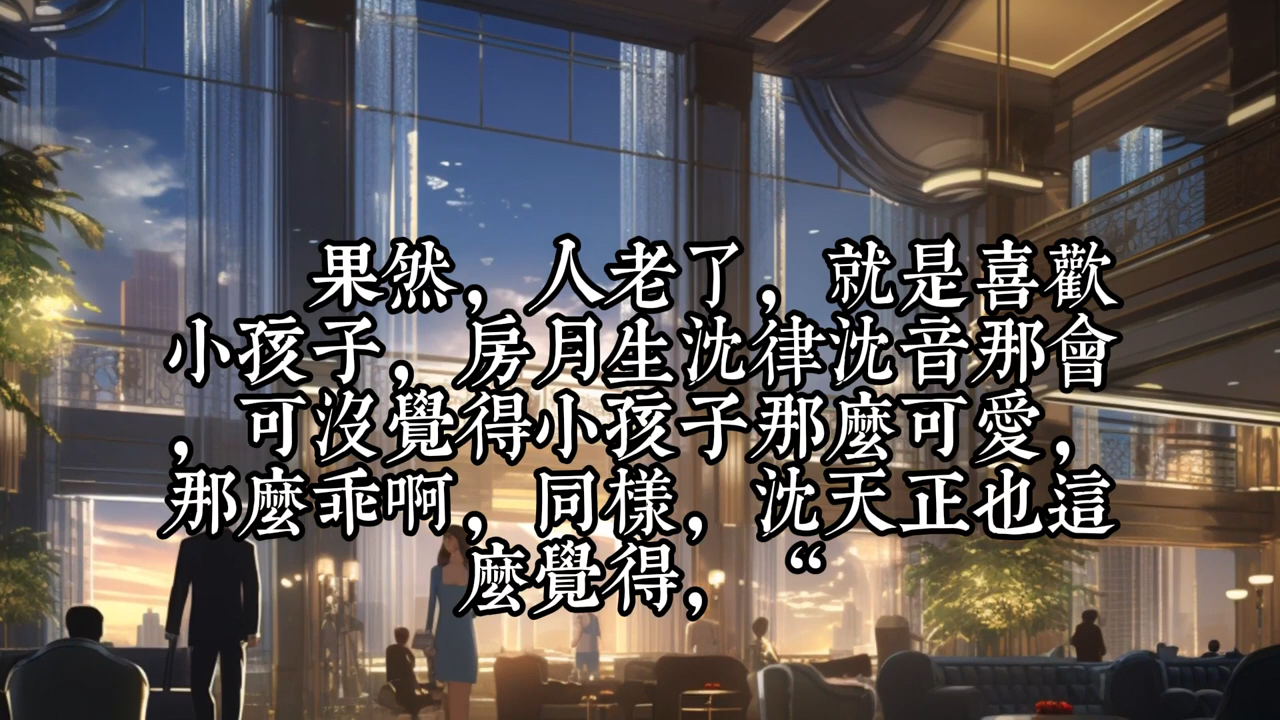 果然，人老了，就是喜歡
小孩子，房月生沈律沈音那會
，可沒覺得小孩子那麼可愛，
那麼乖啊，同樣，沈天正也這
麼覺得，“